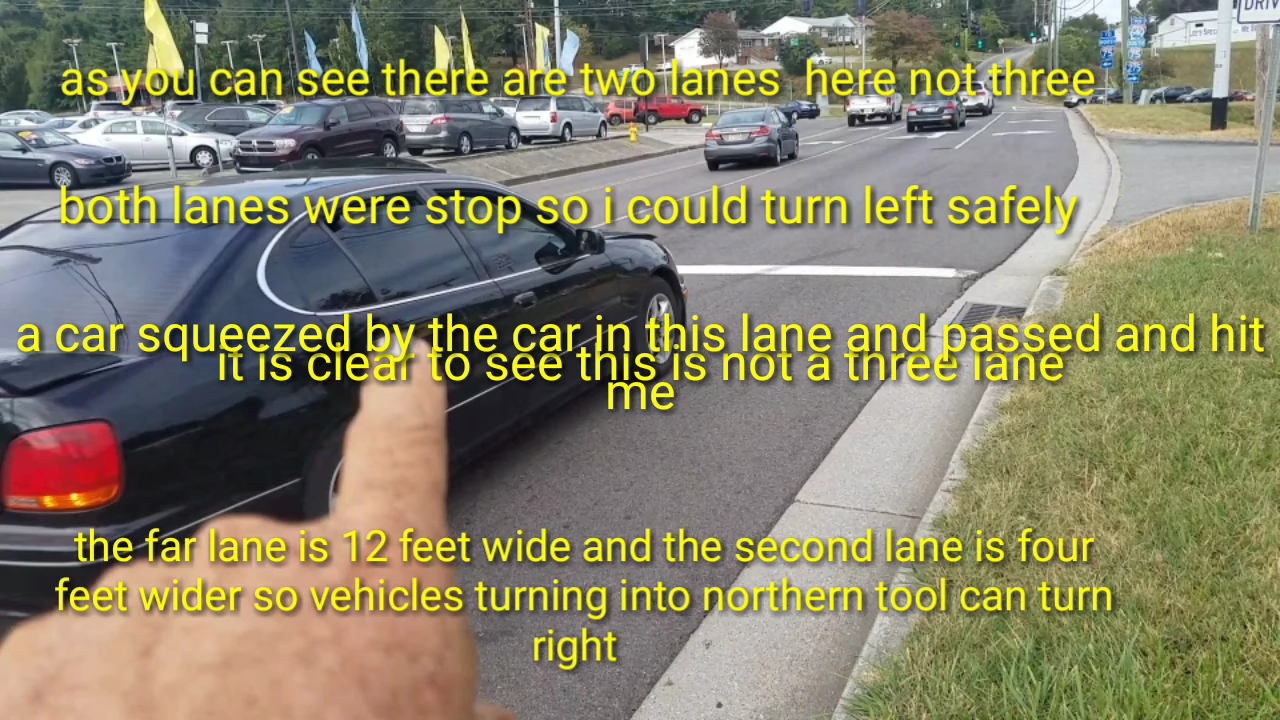 DRIV
as you can see there are two lanes  here not three
both lanes were stop so i could turn left safely
a car squeezed by the car in this lane and passed and hit
it is clear to see this is not a three lane
me
the far lane is 12 feet wide and the second lane is four
feet wider so vehicles turning into northern tool can turn
right